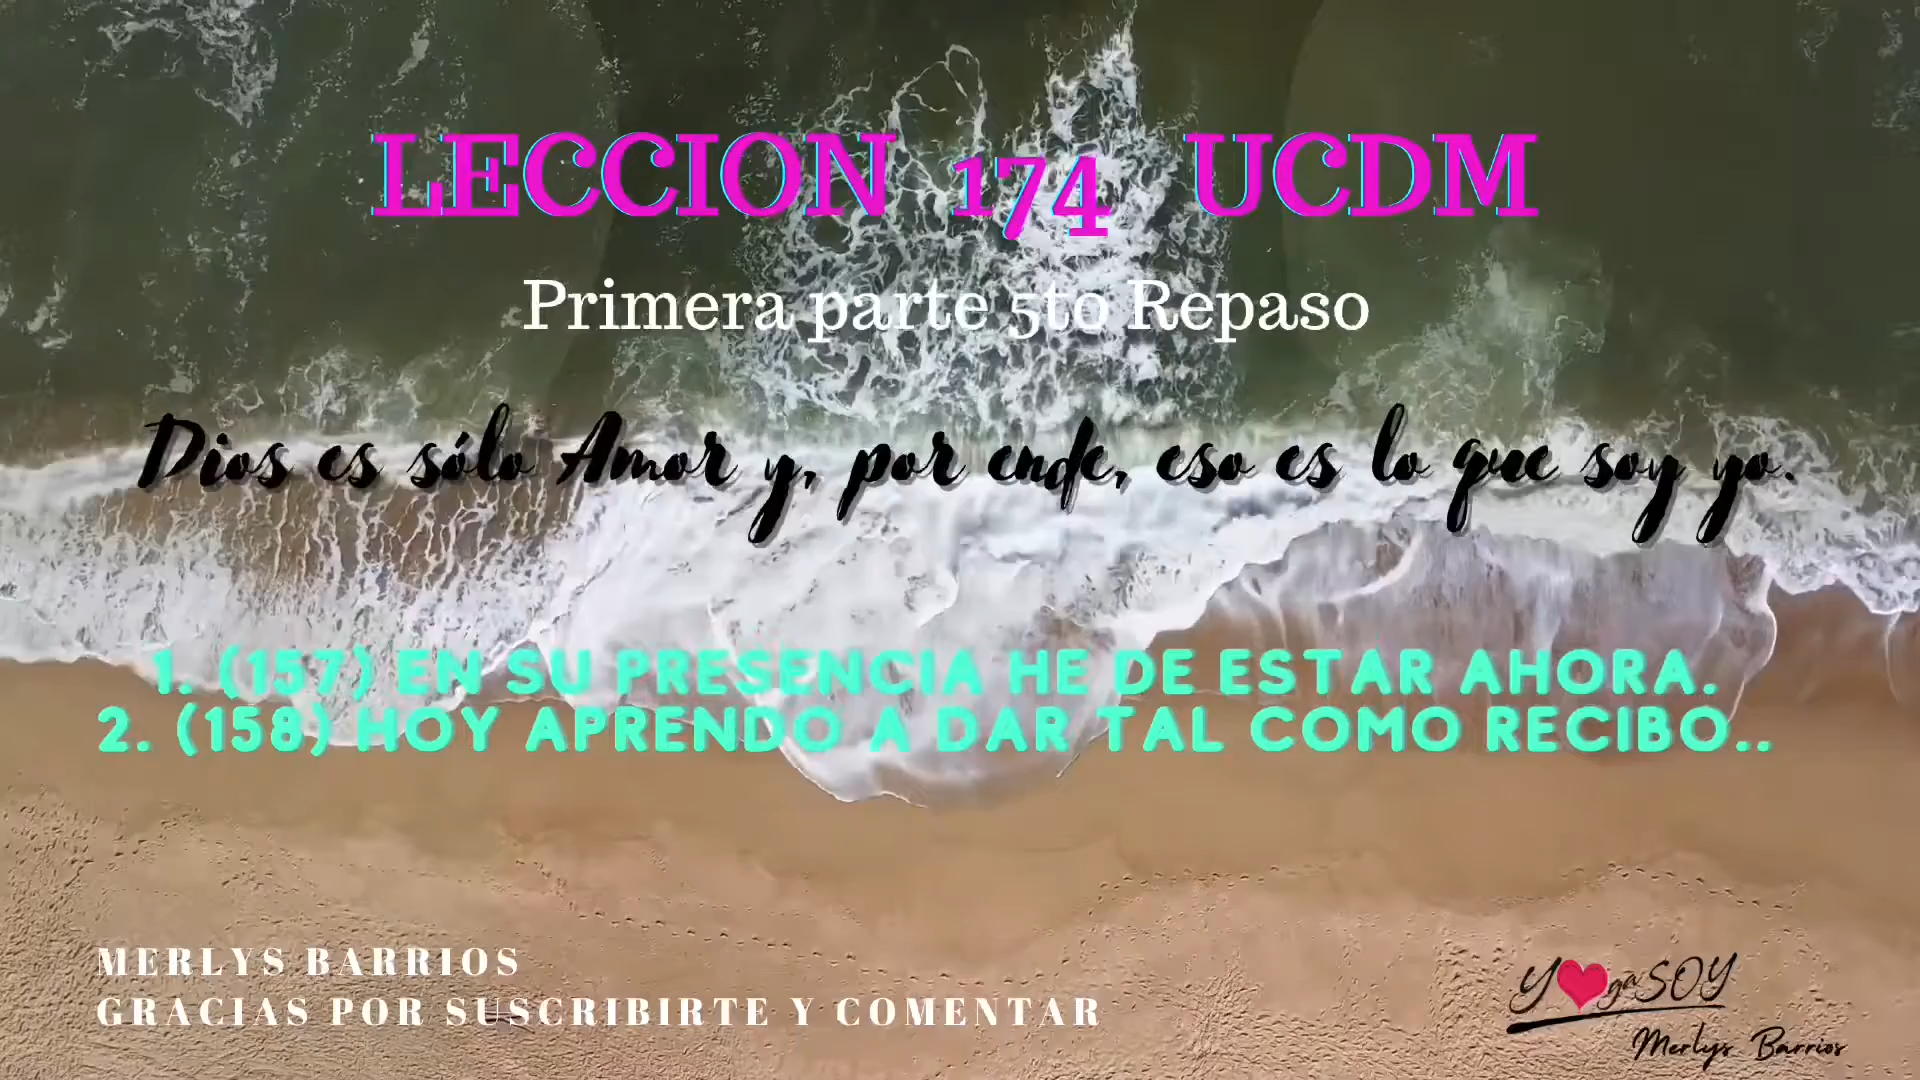 LECCION 174 UCDM
Primera parte 5to Repaso
Dios es sólo Amor y, por ende, eso es lo que soy yo.
1. (157) EN SU PRESENCIA HE DE ESTAR AHORA.
2. (158) HOY APRENDO A DAR TAL COMO RECIBO..
MERLYS BARRIOS
GRACIAS POR SUSCRIBIRTE Y COMENTAR
Y❤gaSOY
Merlys Barrios